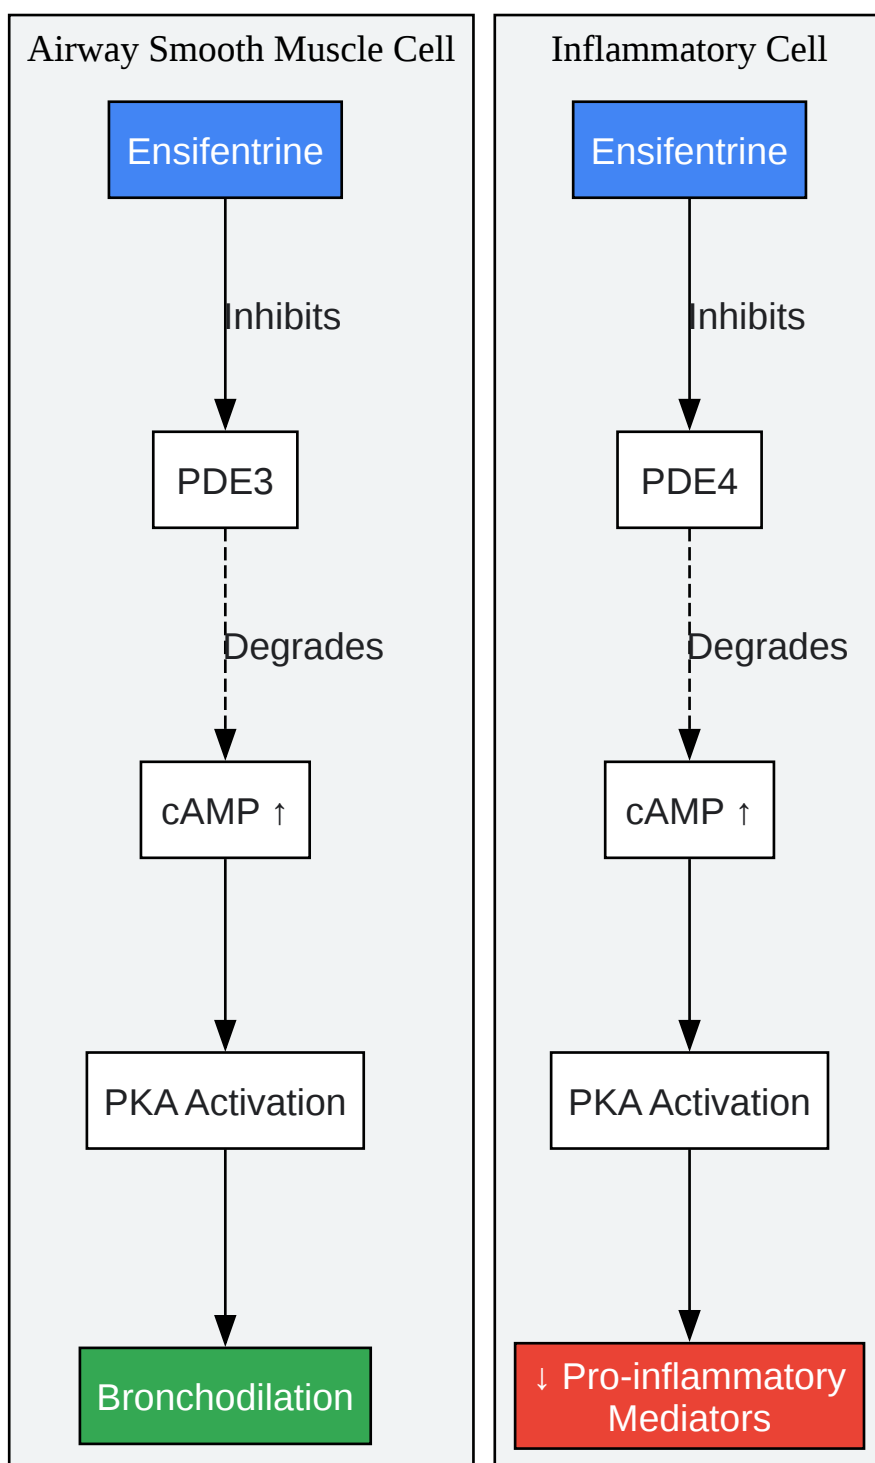 Airway Smooth Muscle Cell
Ensifentrine
Inhibits
PDE3
Degrades
cAMP ↑
PKA Activation
Bronchodilation
Inflammatory Cell
Ensifentrine
Inhibits
PDE4
Degrades
cAMP ↑
PKA Activation
↓ Pro-inflammatory
Mediators